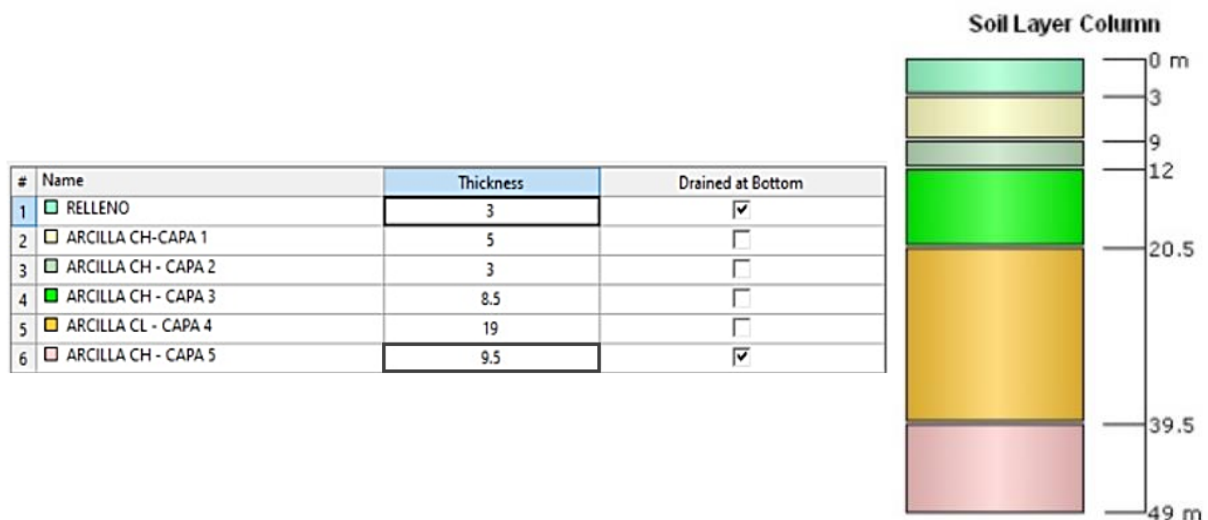 Soil Layer Column
0 m
3
9
12
20.5
39.5
49 m
# Name Thickness Drained at Bottom
1 RELLENO 3
2 ARCILLA CH-CAPA 1 5
3 ARCILLA CH - CAPA 2 3
4 ARCILLA CH - CAPA 3 8.5
5 ARCILLA CL - CAPA 4 19
6 ARCILLA CH - CAPA 5 9.5